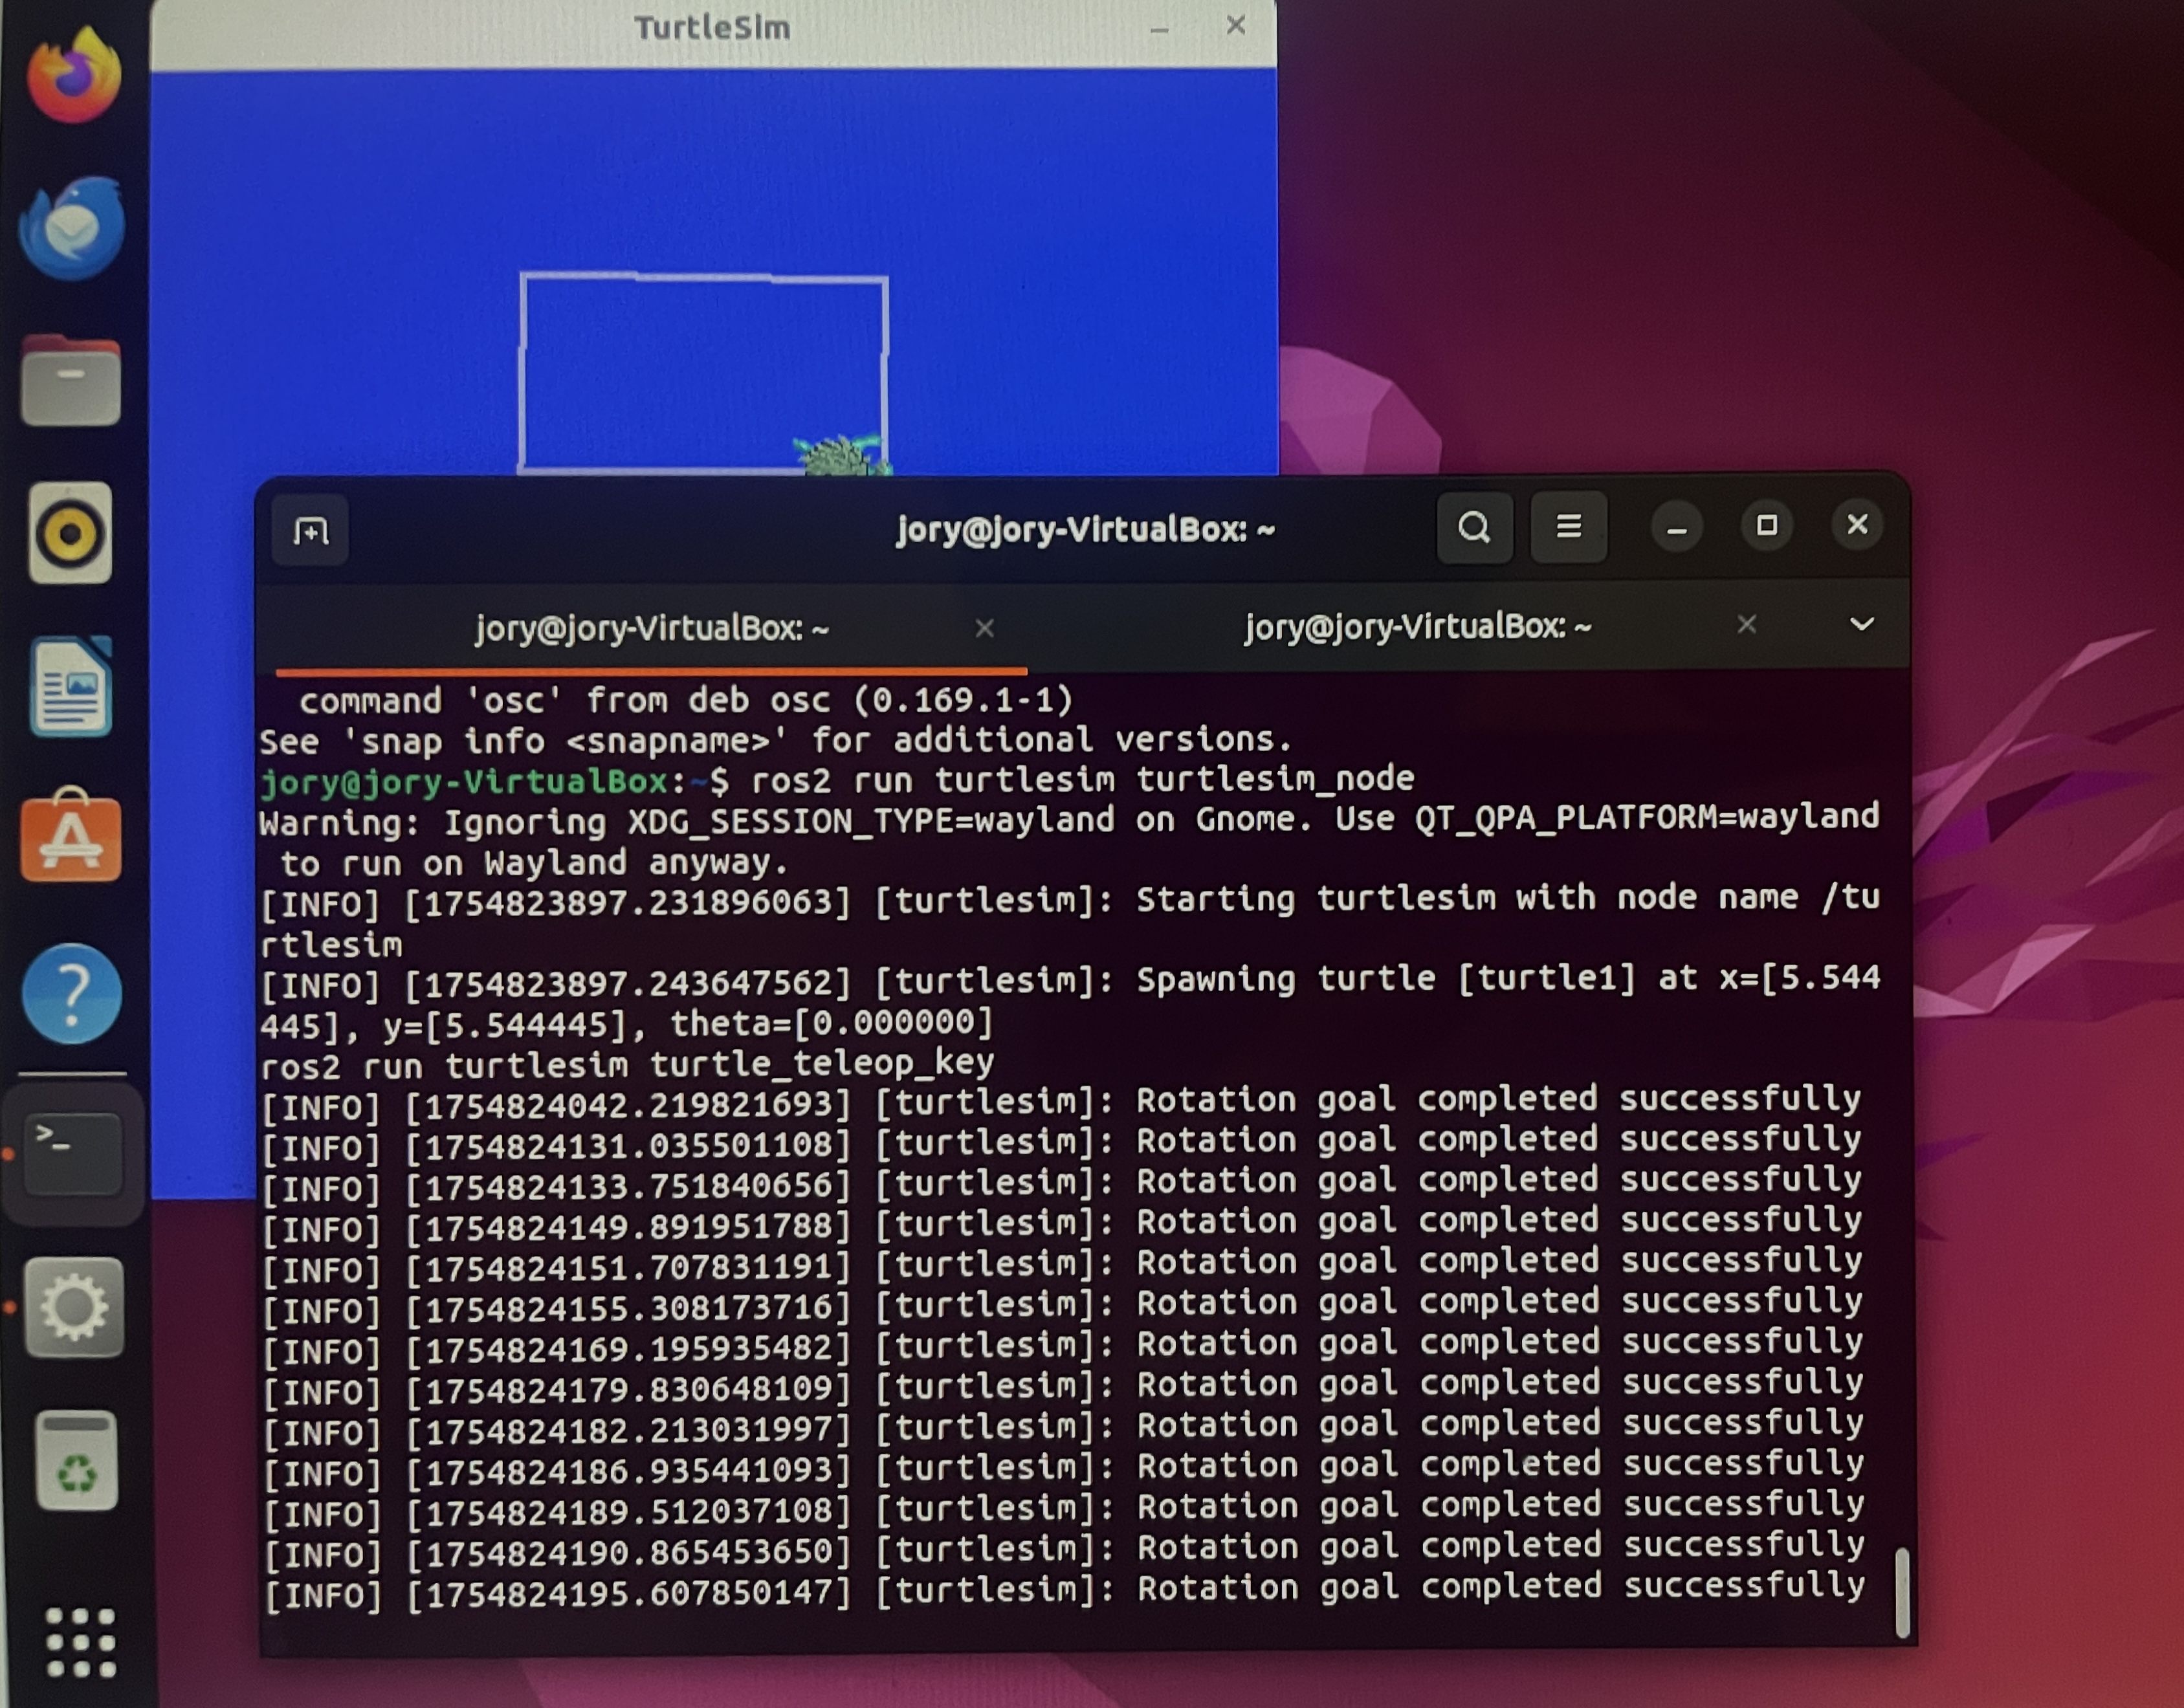 TurtleSim
jory@jory-VirtualBox: ~
jory@jory-VirtualBox: ~
jory@jory-VirtualBox: ~
command 'osc' from deb osc (0.169.1-1)
See 'snap info <snapname>' for additional versions.
jory@jory-VirtualBox:~$ ros2 run turtlesim turtlesim_node
Warning: Ignoring XDG_SESSION_TYPE=wayland on Gnome. Use QT_QPA_PLATFORM=wayland
to run on Wayland anyway.
[INFO] [1754823897.231896063] [turtlesim]: Starting turtlesim with node name /tu
rtlesim
[INFO] [1754823897.243647562] [turtlesim]: Spawning turtle [turtle1] at x=[5.544
445], y=[5.544445], theta=[0.000000]
ros2 run turtlesim turtle_teleop_key
[INFO] [1754824042.219821693] [turtlesim]: Rotation goal completed successfully
[INFO] [1754824131.035501108] [turtlesim]: Rotation goal completed successfully
[INFO] [1754824133.751840656] [turtlesim]: Rotation goal completed successfully
[INFO] [1754824149.891951788] [turtlesim]: Rotation goal completed successfully
[INFO] [1754824151.707831191] [turtlesim]: Rotation goal completed successfully
[INFO] [1754824155.308173716] [turtlesim]: Rotation goal completed successfully
[INFO] [1754824169.195935482] [turtlesim]: Rotation goal completed successfully
[INFO] [1754824179.830648109] [turtlesim]: Rotation goal completed successfully
[INFO] [1754824182.213031997] [turtlesim]: Rotation goal completed successfully
[INFO] [1754824186.935441093] [turtlesim]: Rotation goal completed successfully
[INFO] [1754824189.512037108] [turtlesim]: Rotation goal completed successfully
[INFO] [1754824190.865453650] [turtlesim]: Rotation goal completed successfully
[INFO] [1754824195.607850147] [turtlesim]: Rotation goal completed successfully